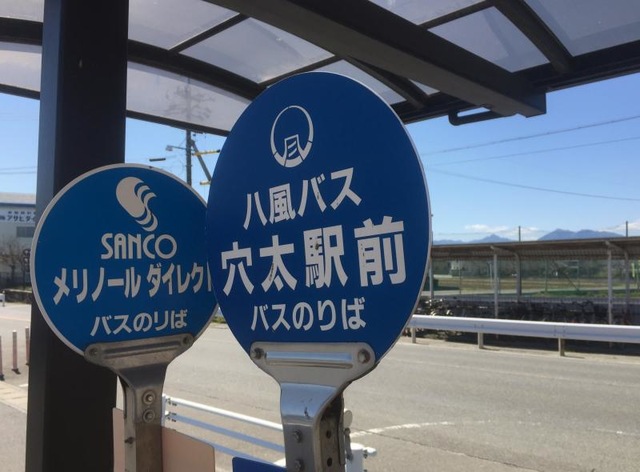 SANCO
メリノール ダイレクト
バスのりば
八風バス
穴太駅前
バスのりば